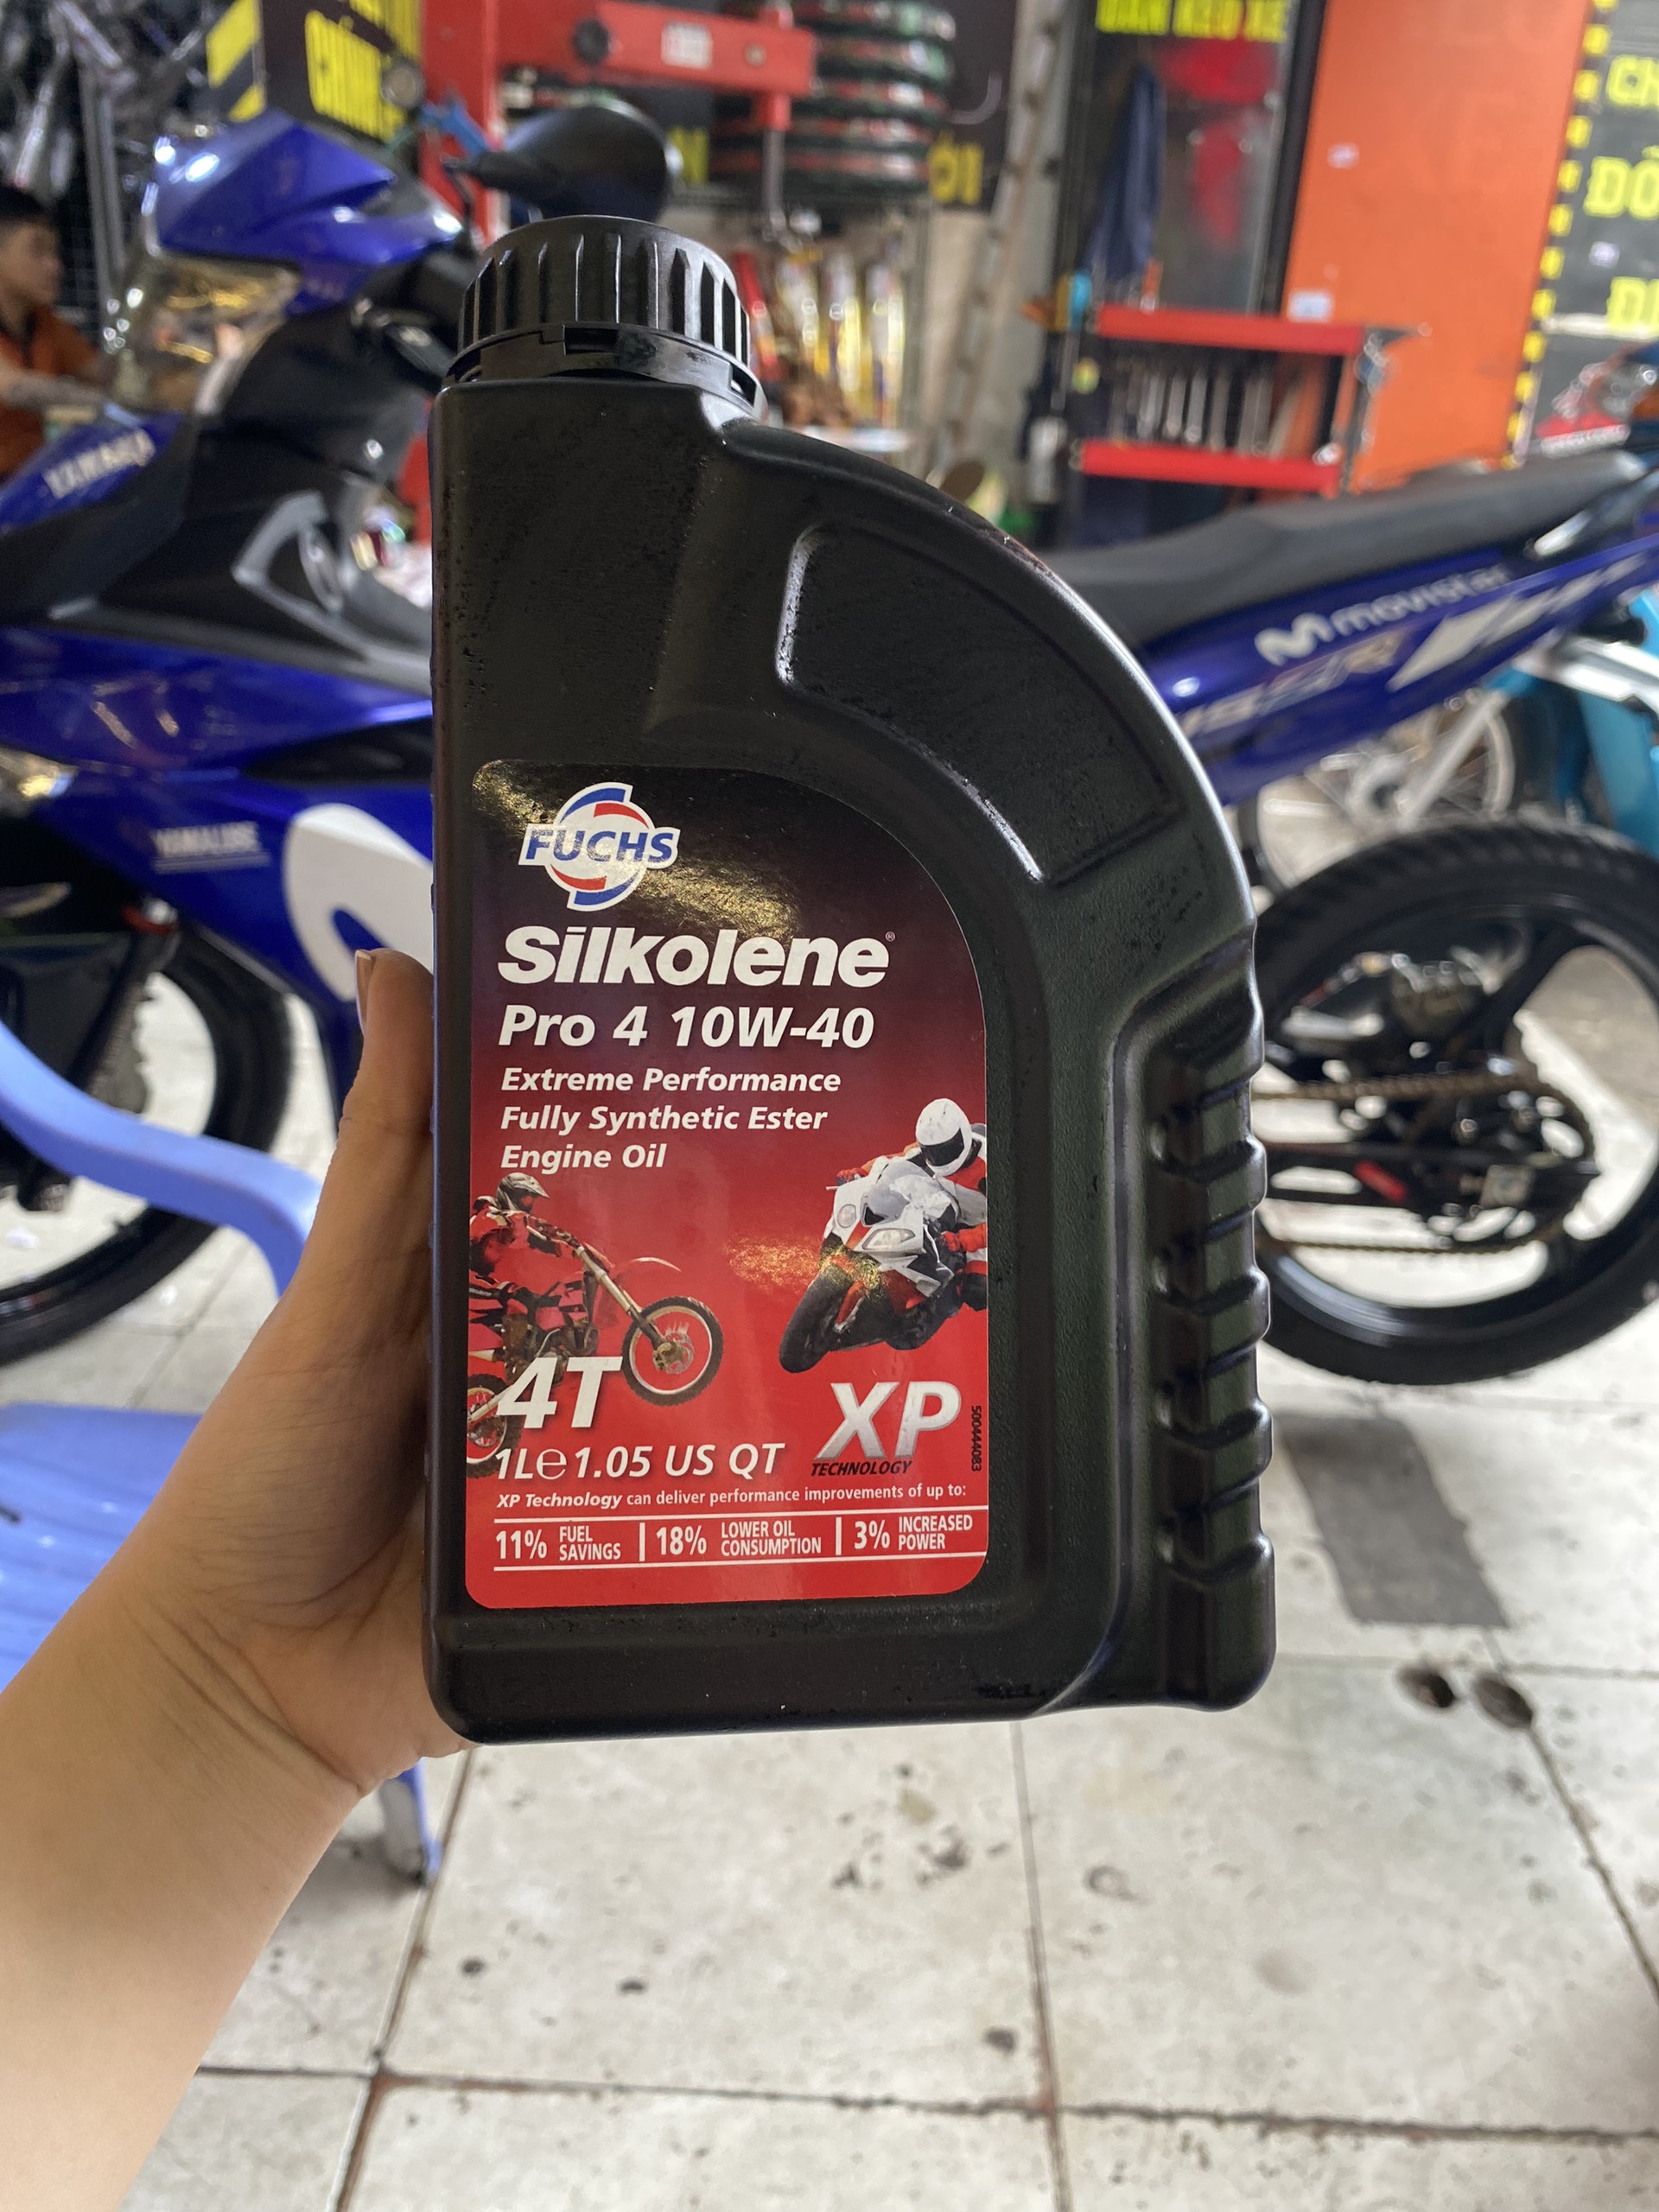 FUCHS
Silkolene®
Pro 4 10W-40
Extreme Performance
Fully Synthetic Ester
Engine Oil
4T
XP
TECHNOLOGY
500444083
1L℮1.05 US QT
XP Technology can deliver performance improvements of up to:
11% FUEL SAVINGS
18% LOWER OIL CONSUMPTION
3% INCREASED POWER
YAMAHA
YAMALUBE
movistar